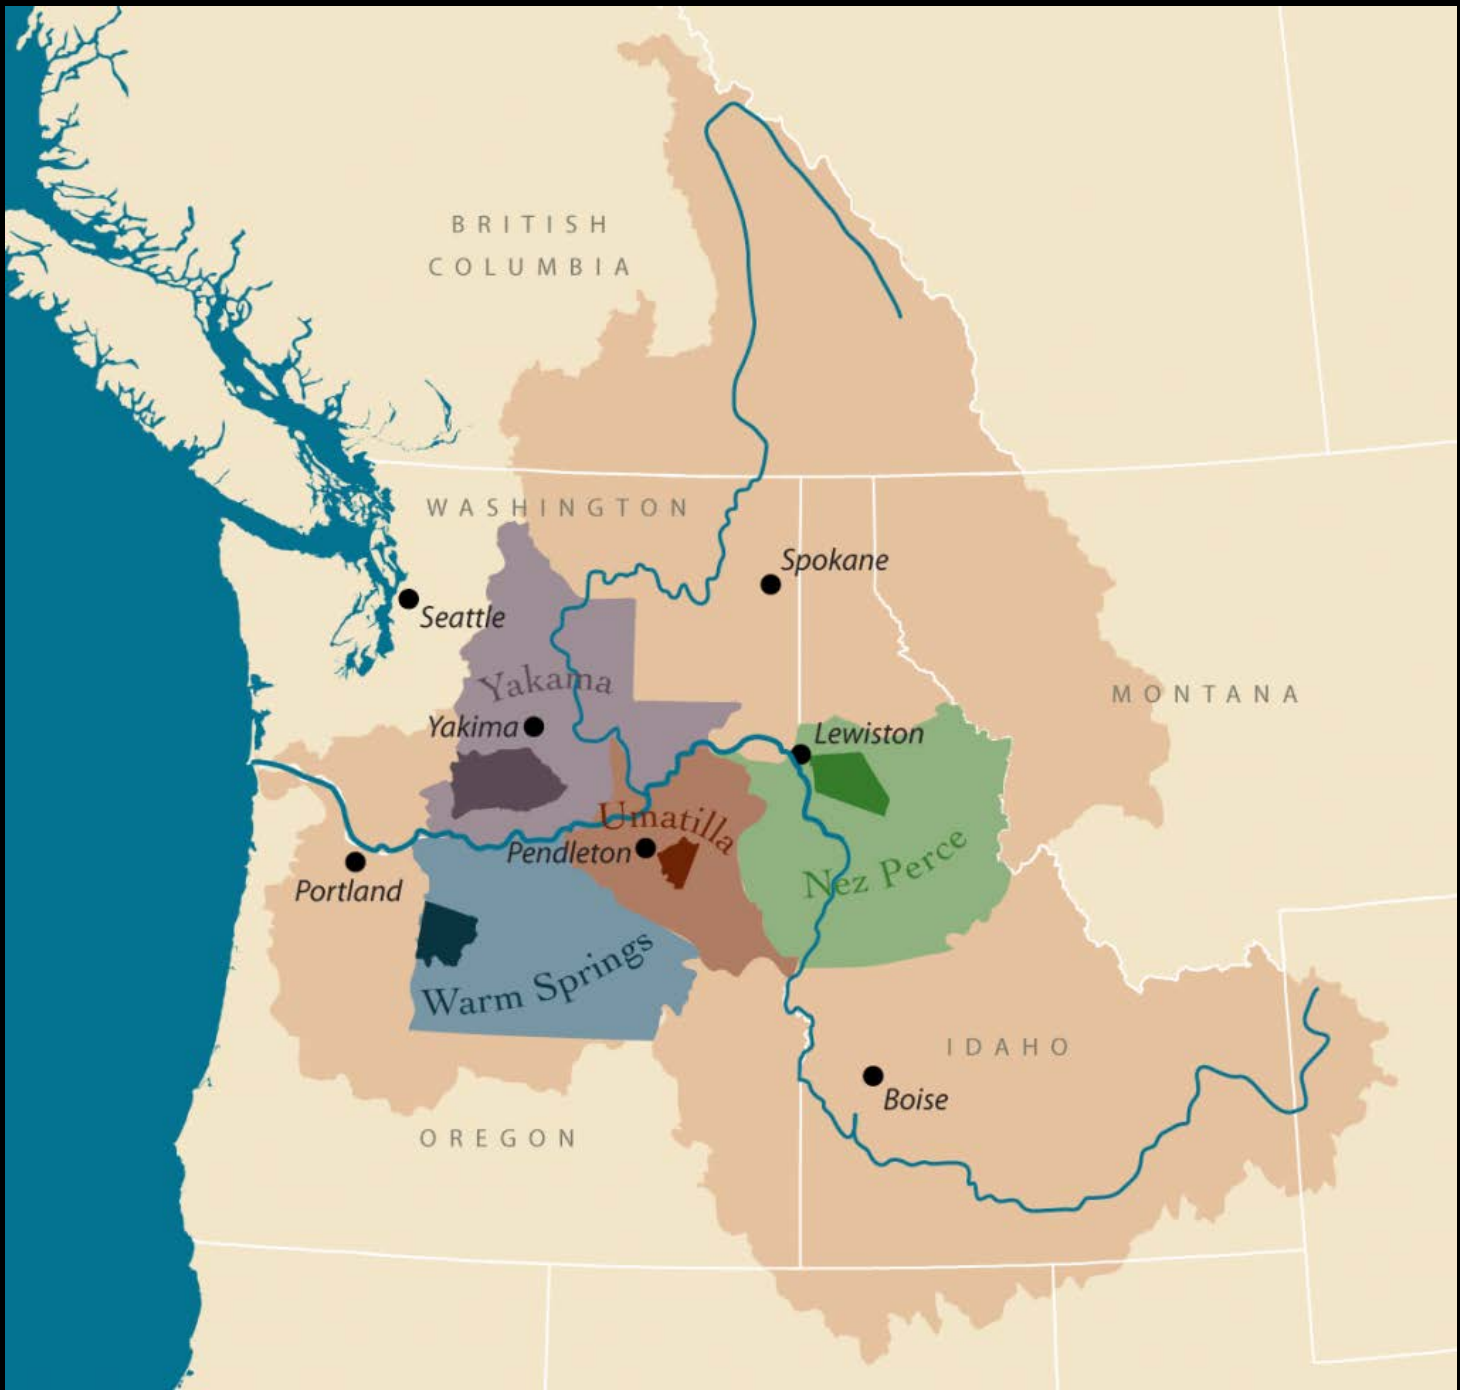 BRITISH
COLUMBIA
WASHINGTON
Spokane
Seattle
Yakama
MONTANA
Yakima
Lewiston
Umatilla
Pendleton
Nez Perce
Portland
Warm Springs
IDAHO
Boise
OREGON